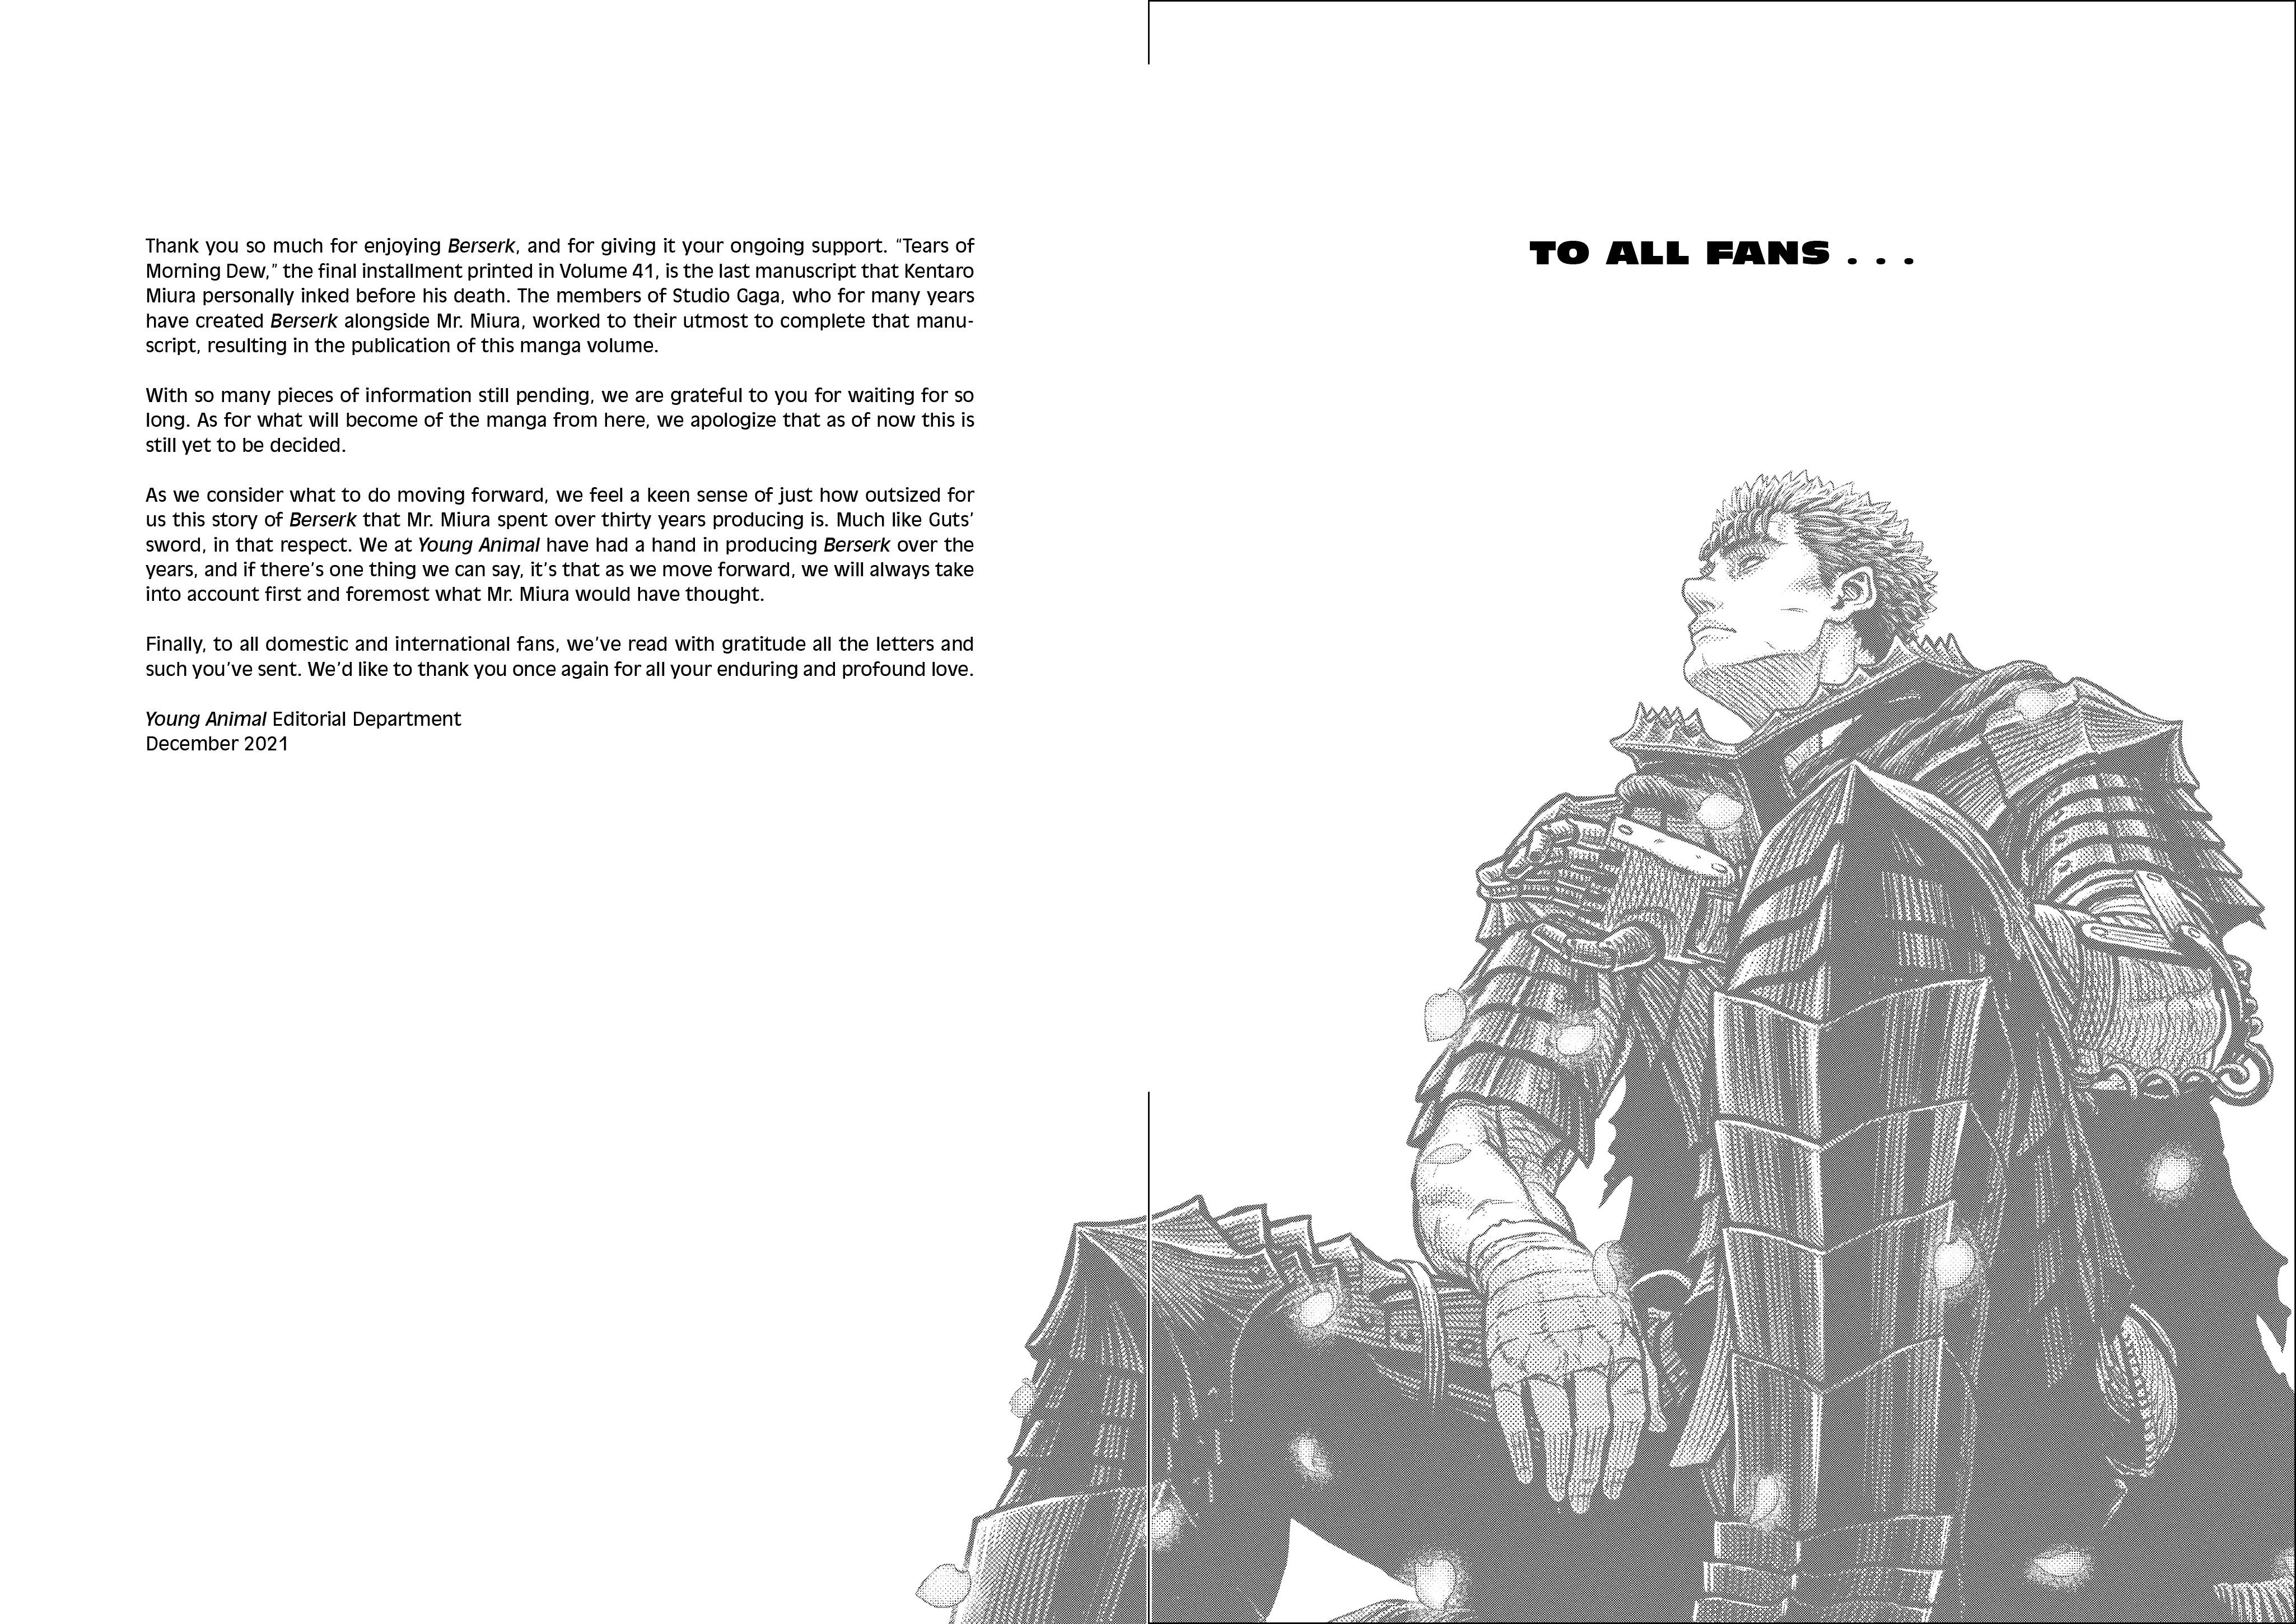 TO ALL FANS . . .
Thank you so much for enjoying Berserk, and for giving it your ongoing support. “Tears of
Morning Dew,” the final installment printed in Volume 41, is the last manuscript that Kentaro
Miura personally inked before his death. The members of Studio Gaga, who for many years
have created Berserk alongside Mr. Miura, worked to their utmost to complete that manu-
script, resulting in the publication of this manga volume.
With so many pieces of information still pending, we are grateful to you for waiting for so
long. As for what will become of the manga from here, we apologize that as of now this is
still yet to be decided.
As we consider what to do moving forward, we feel a keen sense of just how outsized for
us this story of Berserk that Mr. Miura spent over thirty years producing is. Much like Guts’
sword, in that respect. We at Young Animal have had a hand in producing Berserk over the
years, and if there’s one thing we can say, it’s that as we move forward, we will always take
into account first and foremost what Mr. Miura would have thought.
Finally, to all domestic and international fans, we’ve read with gratitude all the letters and
such you’ve sent. We’d like to thank you once again for all your enduring and profound love.
Young Animal Editorial Department
December 2021